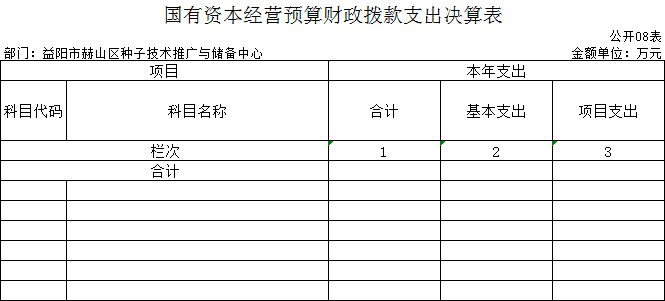 国有资本经营预算财政拨款支出决算表
公开08表
部门：益阳市赫山区种子技术推广与储备中心 金额单位：万元
项目 本年支出
科目代码 科目名称 合计 基本支出 项目支出
栏次 1 2 3
合计